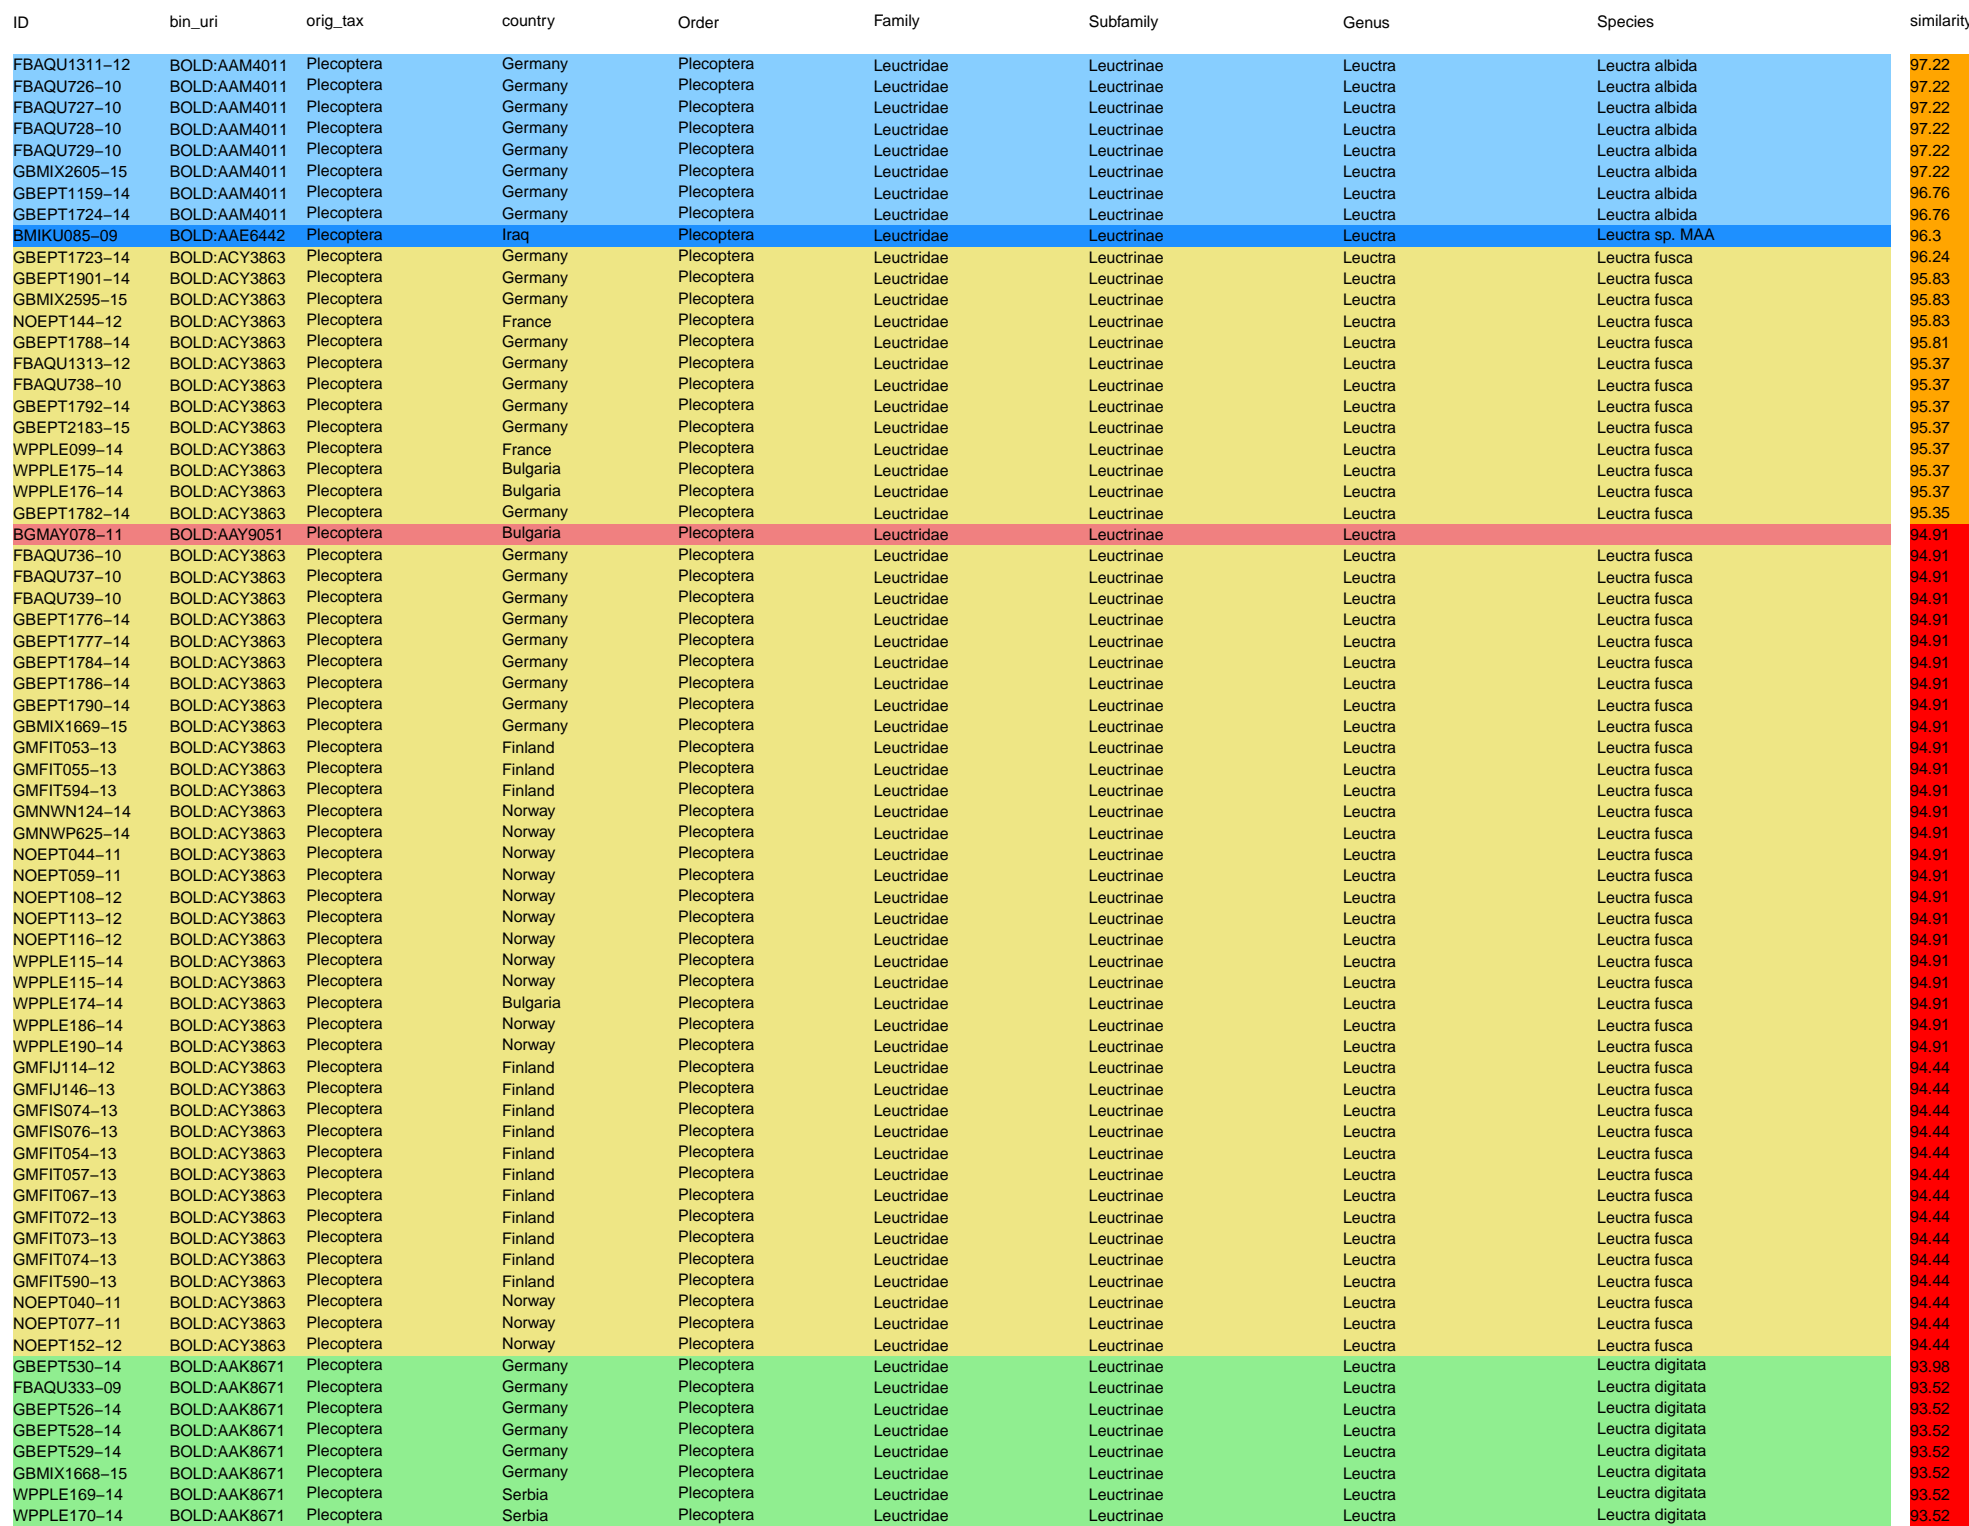 ID bin_uri orig_tax country Order Family Subfamily Genus Species similarity
FBAQU1311−12 BOLD:AAM4011 Plecoptera Germany Plecoptera Leuctridae Leuctrinae Leuctra Leuctra albida 97.22
FBAQU726−10 BOLD:AAM4011 Plecoptera Germany Plecoptera Leuctridae Leuctrinae Leuctra Leuctra albida 97.22
FBAQU727−10 BOLD:AAM4011 Plecoptera Germany Plecoptera Leuctridae Leuctrinae Leuctra Leuctra albida 97.22
FBAQU728−10 BOLD:AAM4011 Plecoptera Germany Plecoptera Leuctridae Leuctrinae Leuctra Leuctra albida 97.22
FBAQU729−10 BOLD:AAM4011 Plecoptera Germany Plecoptera Leuctridae Leuctrinae Leuctra Leuctra albida 97.22
GBMIX2605−15 BOLD:AAM4011 Plecoptera Germany Plecoptera Leuctridae Leuctrinae Leuctra Leuctra albida 97.22
GBEPT1159−14 BOLD:AAM4011 Plecoptera Germany Plecoptera Leuctridae Leuctrinae Leuctra Leuctra albida 96.76
GBEPT1724−14 BOLD:AAM4011 Plecoptera Germany Plecoptera Leuctridae Leuctrinae Leuctra Leuctra albida 96.76
BMIKU085−09 BOLD:AAE6442 Plecoptera Iraq Plecoptera Leuctridae Leuctrinae Leuctra Leuctra sp. MAA 96.3
GBEPT1723−14 BOLD:ACY3863 Plecoptera Germany Plecoptera Leuctridae Leuctrinae Leuctra Leuctra fusca 96.24
GBEPT1901−14 BOLD:ACY3863 Plecoptera Germany Plecoptera Leuctridae Leuctrinae Leuctra Leuctra fusca 95.83
GBMIX2595−15 BOLD:ACY3863 Plecoptera Germany Plecoptera Leuctridae Leuctrinae Leuctra Leuctra fusca 95.83
NOEPT144−12 BOLD:ACY3863 Plecoptera France Plecoptera Leuctridae Leuctrinae Leuctra Leuctra fusca 95.83
GBEPT1788−14 BOLD:ACY3863 Plecoptera Germany Plecoptera Leuctridae Leuctrinae Leuctra Leuctra fusca 95.81
FBAQU1313−12 BOLD:ACY3863 Plecoptera Germany Plecoptera Leuctridae Leuctrinae Leuctra Leuctra fusca 95.37
FBAQU738−10 BOLD:ACY3863 Plecoptera Germany Plecoptera Leuctridae Leuctrinae Leuctra Leuctra fusca 95.37
GBEPT1792−14 BOLD:ACY3863 Plecoptera Germany Plecoptera Leuctridae Leuctrinae Leuctra Leuctra fusca 95.37
GBEPT2183−15 BOLD:ACY3863 Plecoptera Germany Plecoptera Leuctridae Leuctrinae Leuctra Leuctra fusca 95.37
WPPLE099−14 BOLD:ACY3863 Plecoptera France Plecoptera Leuctridae Leuctrinae Leuctra Leuctra fusca 95.37
WPPLE175−14 BOLD:ACY3863 Plecoptera Bulgaria Plecoptera Leuctridae Leuctrinae Leuctra Leuctra fusca 95.37
WPPLE176−14 BOLD:ACY3863 Plecoptera Bulgaria Plecoptera Leuctridae Leuctrinae Leuctra Leuctra fusca 95.37
GBEPT1782−14 BOLD:ACY3863 Plecoptera Germany Plecoptera Leuctridae Leuctrinae Leuctra Leuctra fusca 95.35
BGMAY078−11 BOLD:AAY9051 Plecoptera Bulgaria Plecoptera Leuctridae Leuctrinae Leuctra 94.91
FBAQU736−10 BOLD:ACY3863 Plecoptera Germany Plecoptera Leuctridae Leuctrinae Leuctra Leuctra fusca 94.91
FBAQU737−10 BOLD:ACY3863 Plecoptera Germany Plecoptera Leuctridae Leuctrinae Leuctra Leuctra fusca 94.91
FBAQU739−10 BOLD:ACY3863 Plecoptera Germany Plecoptera Leuctridae Leuctrinae Leuctra Leuctra fusca 94.91
GBEPT1776−14 BOLD:ACY3863 Plecoptera Germany Plecoptera Leuctridae Leuctrinae Leuctra Leuctra fusca 94.91
GBEPT1777−14 BOLD:ACY3863 Plecoptera Germany Plecoptera Leuctridae Leuctrinae Leuctra Leuctra fusca 94.91
GBEPT1784−14 BOLD:ACY3863 Plecoptera Germany Plecoptera Leuctridae Leuctrinae Leuctra Leuctra fusca 94.91
GBEPT1786−14 BOLD:ACY3863 Plecoptera Germany Plecoptera Leuctridae Leuctrinae Leuctra Leuctra fusca 94.91
GBEPT1790−14 BOLD:ACY3863 Plecoptera Germany Plecoptera Leuctridae Leuctrinae Leuctra Leuctra fusca 94.91
GBMIX1669−15 BOLD:ACY3863 Plecoptera Germany Plecoptera Leuctridae Leuctrinae Leuctra Leuctra fusca 94.91
GMFIT053−13 BOLD:ACY3863 Plecoptera Finland Plecoptera Leuctridae Leuctrinae Leuctra Leuctra fusca 94.91
GMFIT055−13 BOLD:ACY3863 Plecoptera Finland Plecoptera Leuctridae Leuctrinae Leuctra Leuctra fusca 94.91
GMFIT594−13 BOLD:ACY3863 Plecoptera Finland Plecoptera Leuctridae Leuctrinae Leuctra Leuctra fusca 94.91
GMNWN124−14 BOLD:ACY3863 Plecoptera Norway Plecoptera Leuctridae Leuctrinae Leuctra Leuctra fusca 94.91
GMNWP625−14 BOLD:ACY3863 Plecoptera Norway Plecoptera Leuctridae Leuctrinae Leuctra Leuctra fusca 94.91
NOEPT044−11 BOLD:ACY3863 Plecoptera Norway Plecoptera Leuctridae Leuctrinae Leuctra Leuctra fusca 94.91
NOEPT059−11 BOLD:ACY3863 Plecoptera Norway Plecoptera Leuctridae Leuctrinae Leuctra Leuctra fusca 94.91
NOEPT108−12 BOLD:ACY3863 Plecoptera Norway Plecoptera Leuctridae Leuctrinae Leuctra Leuctra fusca 94.91
NOEPT113−12 BOLD:ACY3863 Plecoptera Norway Plecoptera Leuctridae Leuctrinae Leuctra Leuctra fusca 94.91
NOEPT116−12 BOLD:ACY3863 Plecoptera Norway Plecoptera Leuctridae Leuctrinae Leuctra Leuctra fusca 94.91
WPPLE115−14 BOLD:ACY3863 Plecoptera Norway Plecoptera Leuctridae Leuctrinae Leuctra Leuctra fusca 94.91
WPPLE115−14 BOLD:ACY3863 Plecoptera Norway Plecoptera Leuctridae Leuctrinae Leuctra Leuctra fusca 94.91
WPPLE174−14 BOLD:ACY3863 Plecoptera Bulgaria Plecoptera Leuctridae Leuctrinae Leuctra Leuctra fusca 94.91
WPPLE186−14 BOLD:ACY3863 Plecoptera Norway Plecoptera Leuctridae Leuctrinae Leuctra Leuctra fusca 94.91
WPPLE190−14 BOLD:ACY3863 Plecoptera Norway Plecoptera Leuctridae Leuctrinae Leuctra Leuctra fusca 94.91
GMFIJ114−12 BOLD:ACY3863 Plecoptera Finland Plecoptera Leuctridae Leuctrinae Leuctra Leuctra fusca 94.44
GMFIJ146−13 BOLD:ACY3863 Plecoptera Finland Plecoptera Leuctridae Leuctrinae Leuctra Leuctra fusca 94.44
GMFIS074−13 BOLD:ACY3863 Plecoptera Finland Plecoptera Leuctridae Leuctrinae Leuctra Leuctra fusca 94.44
GMFIS076−13 BOLD:ACY3863 Plecoptera Finland Plecoptera Leuctridae Leuctrinae Leuctra Leuctra fusca 94.44
GMFIT054−13 BOLD:ACY3863 Plecoptera Finland Plecoptera Leuctridae Leuctrinae Leuctra Leuctra fusca 94.44
GMFIT057−13 BOLD:ACY3863 Plecoptera Finland Plecoptera Leuctridae Leuctrinae Leuctra Leuctra fusca 94.44
GMFIT067−13 BOLD:ACY3863 Plecoptera Finland Plecoptera Leuctridae Leuctrinae Leuctra Leuctra fusca 94.44
GMFIT072−13 BOLD:ACY3863 Plecoptera Finland Plecoptera Leuctridae Leuctrinae Leuctra Leuctra fusca 94.44
GMFIT073−13 BOLD:ACY3863 Plecoptera Finland Plecoptera Leuctridae Leuctrinae Leuctra Leuctra fusca 94.44
GMFIT074−13 BOLD:ACY3863 Plecoptera Finland Plecoptera Leuctridae Leuctrinae Leuctra Leuctra fusca 94.44
GMFIT590−13 BOLD:ACY3863 Plecoptera Finland Plecoptera Leuctridae Leuctrinae Leuctra Leuctra fusca 94.44
NOEPT040−11 BOLD:ACY3863 Plecoptera Norway Plecoptera Leuctridae Leuctrinae Leuctra Leuctra fusca 94.44
NOEPT077−11 BOLD:ACY3863 Plecoptera Norway Plecoptera Leuctridae Leuctrinae Leuctra Leuctra fusca 94.44
NOEPT152−12 BOLD:ACY3863 Plecoptera Norway Plecoptera Leuctridae Leuctrinae Leuctra Leuctra fusca 94.44
GBEPT530−14 BOLD:AAK8671 Plecoptera Germany Plecoptera Leuctridae Leuctrinae Leuctra Leuctra digitata 93.98
FBAQU333−09 BOLD:AAK8671 Plecoptera Germany Plecoptera Leuctridae Leuctrinae Leuctra Leuctra digitata 93.52
GBEPT526−14 BOLD:AAK8671 Plecoptera Germany Plecoptera Leuctridae Leuctrinae Leuctra Leuctra digitata 93.52
GBEPT528−14 BOLD:AAK8671 Plecoptera Germany Plecoptera Leuctridae Leuctrinae Leuctra Leuctra digitata 93.52
GBEPT529−14 BOLD:AAK8671 Plecoptera Germany Plecoptera Leuctridae Leuctrinae Leuctra Leuctra digitata 93.52
GBMIX1668−15 BOLD:AAK8671 Plecoptera Germany Plecoptera Leuctridae Leuctrinae Leuctra Leuctra digitata 93.52
WPPLE169−14 BOLD:AAK8671 Plecoptera Serbia Plecoptera Leuctridae Leuctrinae Leuctra Leuctra digitata 93.52
WPPLE170−14 BOLD:AAK8671 Plecoptera Serbia Plecoptera Leuctridae Leuctrinae Leuctra Leuctra digitata 93.52